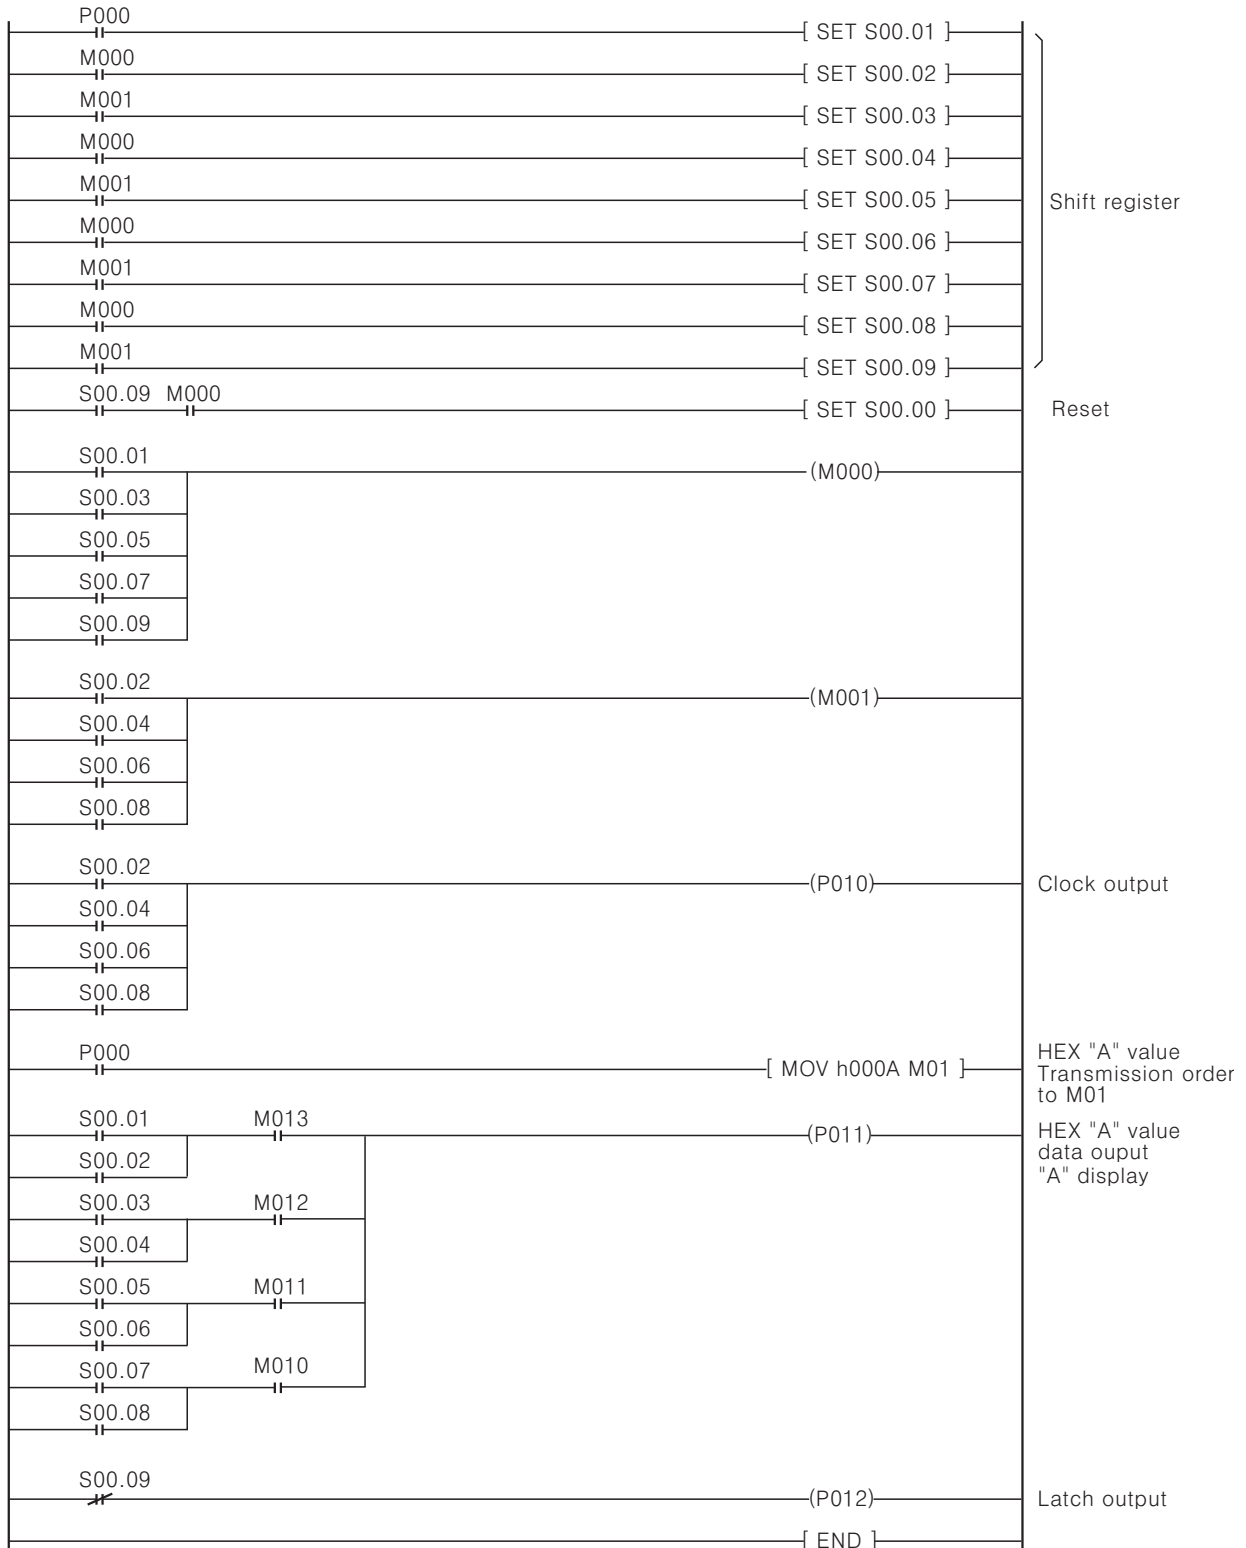 P000
[ SET S00.01 ]
M000
[ SET S00.02 ]
M001
[ SET S00.03 ]
M000
[ SET S00.04 ]
M001
[ SET S00.05 ]
Shift register
M000
[ SET S00.06 ]
M001
[ SET S00.07 ]
M000
[ SET S00.08 ]
M001
[ SET S00.09 ]
S00.09 M000
[ SET S00.00 ] Reset
S00.01
(M000)
S00.03
S00.05
S00.07
S00.09
S00.02
(M001)
S00.04
S00.06
S00.08
S00.02
(P010) Clock output
S00.04
S00.06
S00.08
P000
[ MOV h000A M01 ]
HEX "A" value
Transmission order
to M01
S00.01 M013
(P011)
HEX "A" value
data ouput
"A" display
S00.02
S00.03 M012
S00.04
S00.05 M011
S00.06
S00.07 M010
S00.08
S00.09
(P012) Latch output
[ END ]